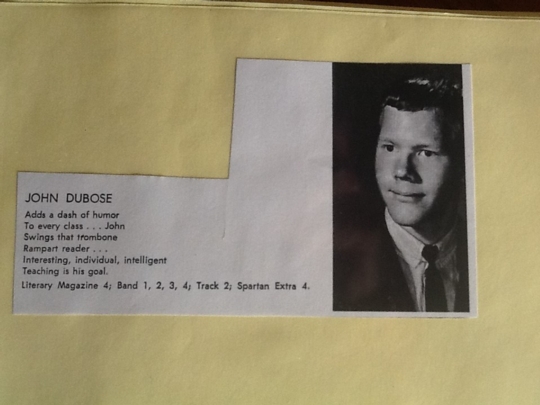 JOHN DUBOSE
Adds a dash of humor
To every class . . . John
Swings that trombone
Rampart reader . . .
Interesting, individual, intelligent
Teaching is his goal.
Literary Magazine 4; Band 1, 2, 3, 4; Track 2; Spartan Extra 4.